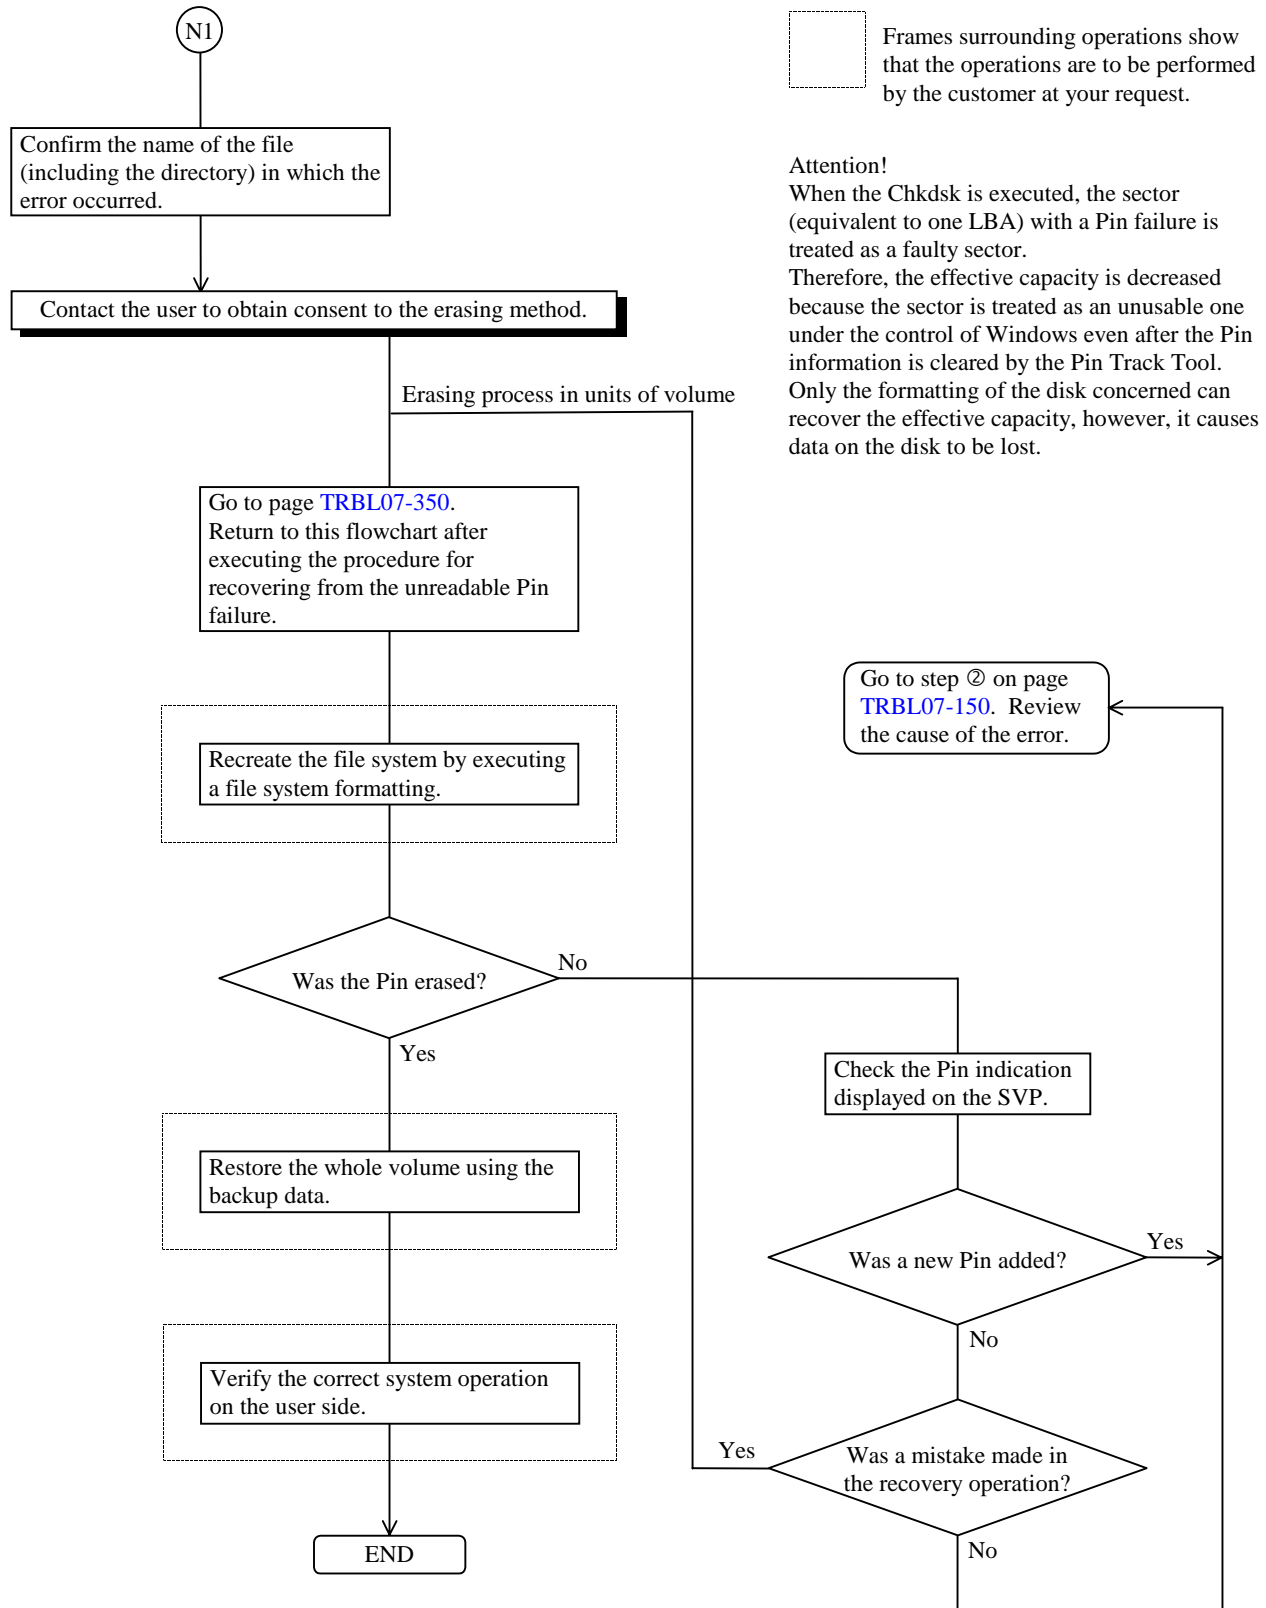 N1
Frames surrounding operations show
that the operations are to be performed
by the customer at your request.
Confirm the name of the file
(including the directory) in which the
error occurred.
Attention!
When the Chkdsk is executed, the sector
(equivalent to one LBA) with a Pin failure is
treated as a faulty sector.
Therefore, the effective capacity is decreased
because the sector is treated as an unusable one
under the control of Windows even after the Pin
information is cleared by the Pin Track Tool.
Only the formatting of the disk concerned can
recover the effective capacity, however, it causes
data on the disk to be lost.
Contact the user to obtain consent to the erasing method.
Erasing process in units of volume
Go to page TRBL07-350.
Return to this flowchart after
executing the procedure for
recovering from the unreadable Pin
failure.
Go to step ② on page
TRBL07-150.  Review
the cause of the error.
Recreate the file system by executing
a file system formatting.
Was the Pin erased?
No
Yes
Check the Pin indication
displayed on the SVP.
Restore the whole volume using the
backup data.
Was a new Pin added?
Yes
No
Verify the correct system operation
on the user side.
Was a mistake made in
the recovery operation?
Yes
No
END